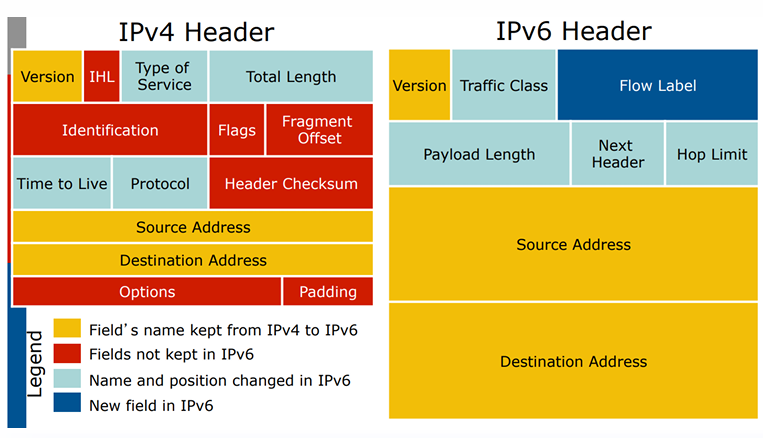 IPv4 Header
Version
IHL
Type of
Service
Total Length
Identification
Flags
Fragment
Offset
Time to Live
Protocol
Header Checksum
Source Address
Destination Address
Options
Padding
Legend
Field's name kept from IPv4 to IPv6
Fields not kept in IPv6
Name and position changed in IPv6
New field in IPv6
IPv6 Header
Version
Traffic Class
Flow Label
Payload Length
Next
Header
Hop Limit
Source Address
Destination Address